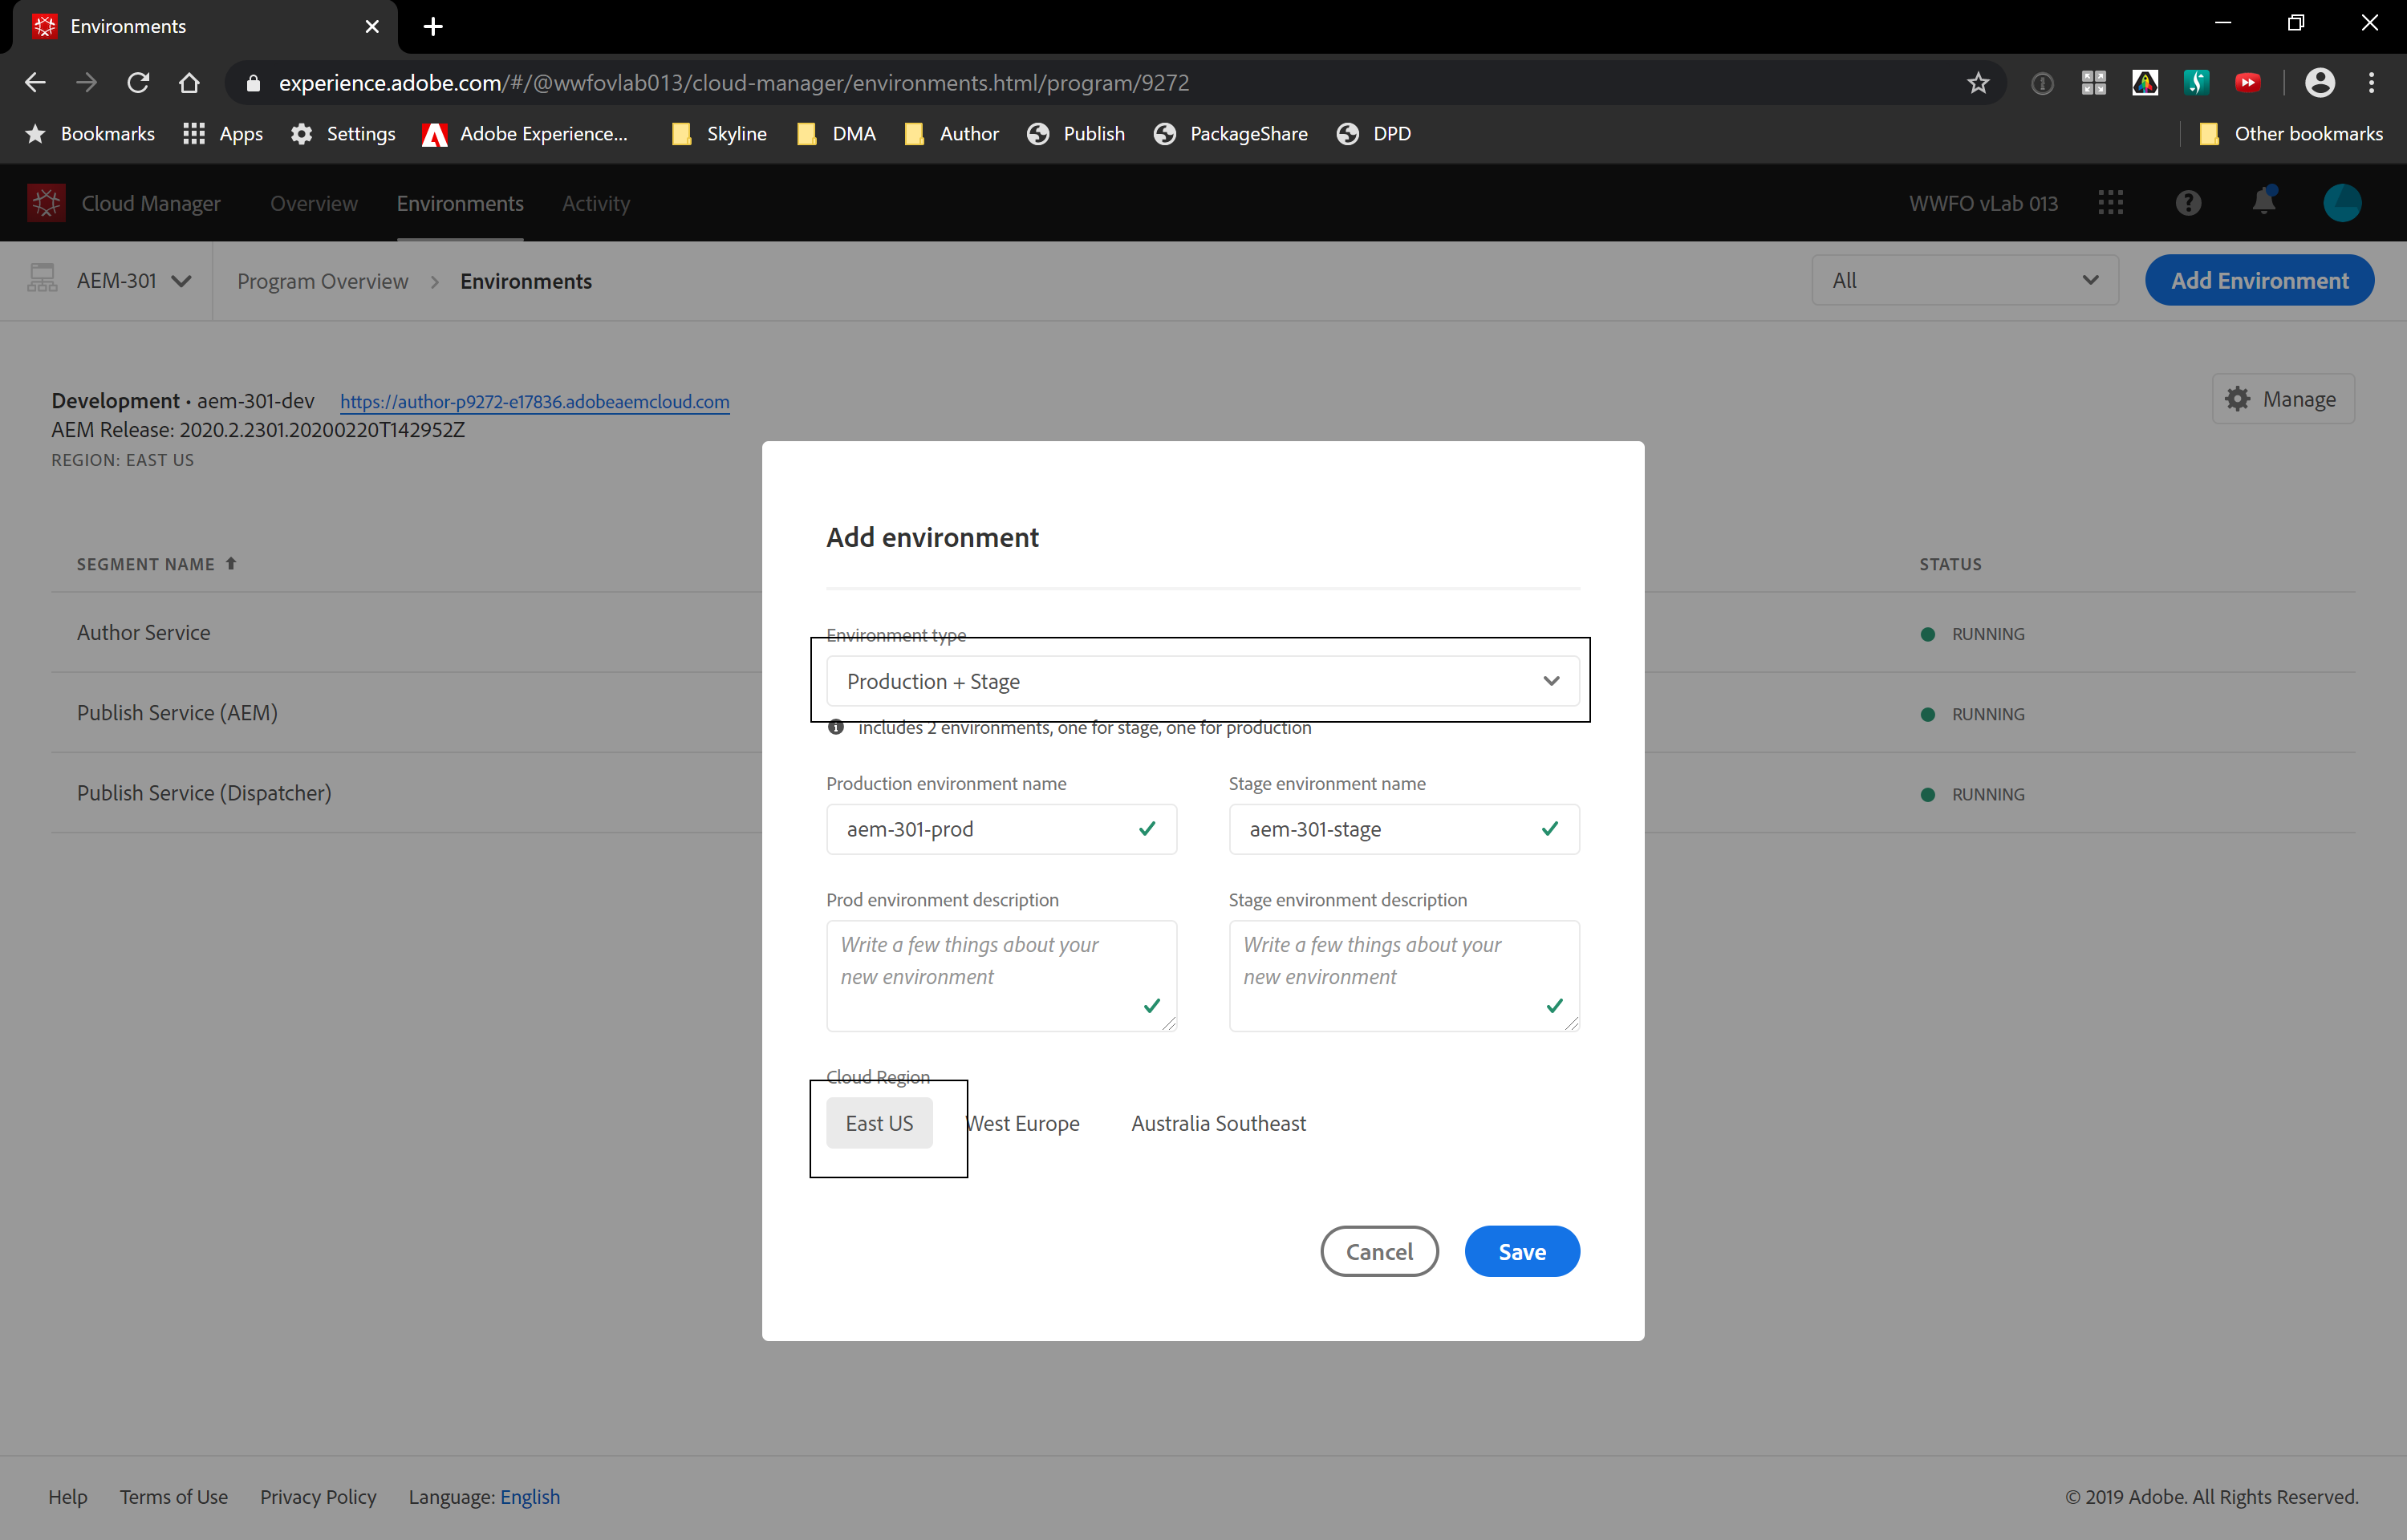 Environments
experience.adobe.com/#/@wwfovlab013/cloud-manager/environments.html/program/9272
Bookmarks Apps Settings Adobe Experience... Skyline DMA Author Publish PackageShare DPD Other bookmarks
Cloud Manager Overview Environments Activity WWFO vLab 013
AEM-301 Program Overview > Environments All Add Environment
Development • aem-301-dev https://author-p9272-e17836.adobeaemcloud.com Manage
AEM Release: 2020.2.2301.20200220T142952Z
REGION: EAST US
Add environment
SEGMENT NAME STATUS
Author Service RUNNING
Environment type
Production + Stage
Publish Service (AEM) RUNNING
includes 2 environments, one for stage, one for production
Production environment name Stage environment name
Publish Service (Dispatcher) RUNNING
aem-301-prod aem-301-stage
Prod environment description Stage environment description
Write a few things about your Write a few things about your
new environment new environment
Cloud Region
East US West Europe Australia Southeast
Cancel Save
Help Terms of Use Privacy Policy Language: English © 2019 Adobe. All Rights Reserved.